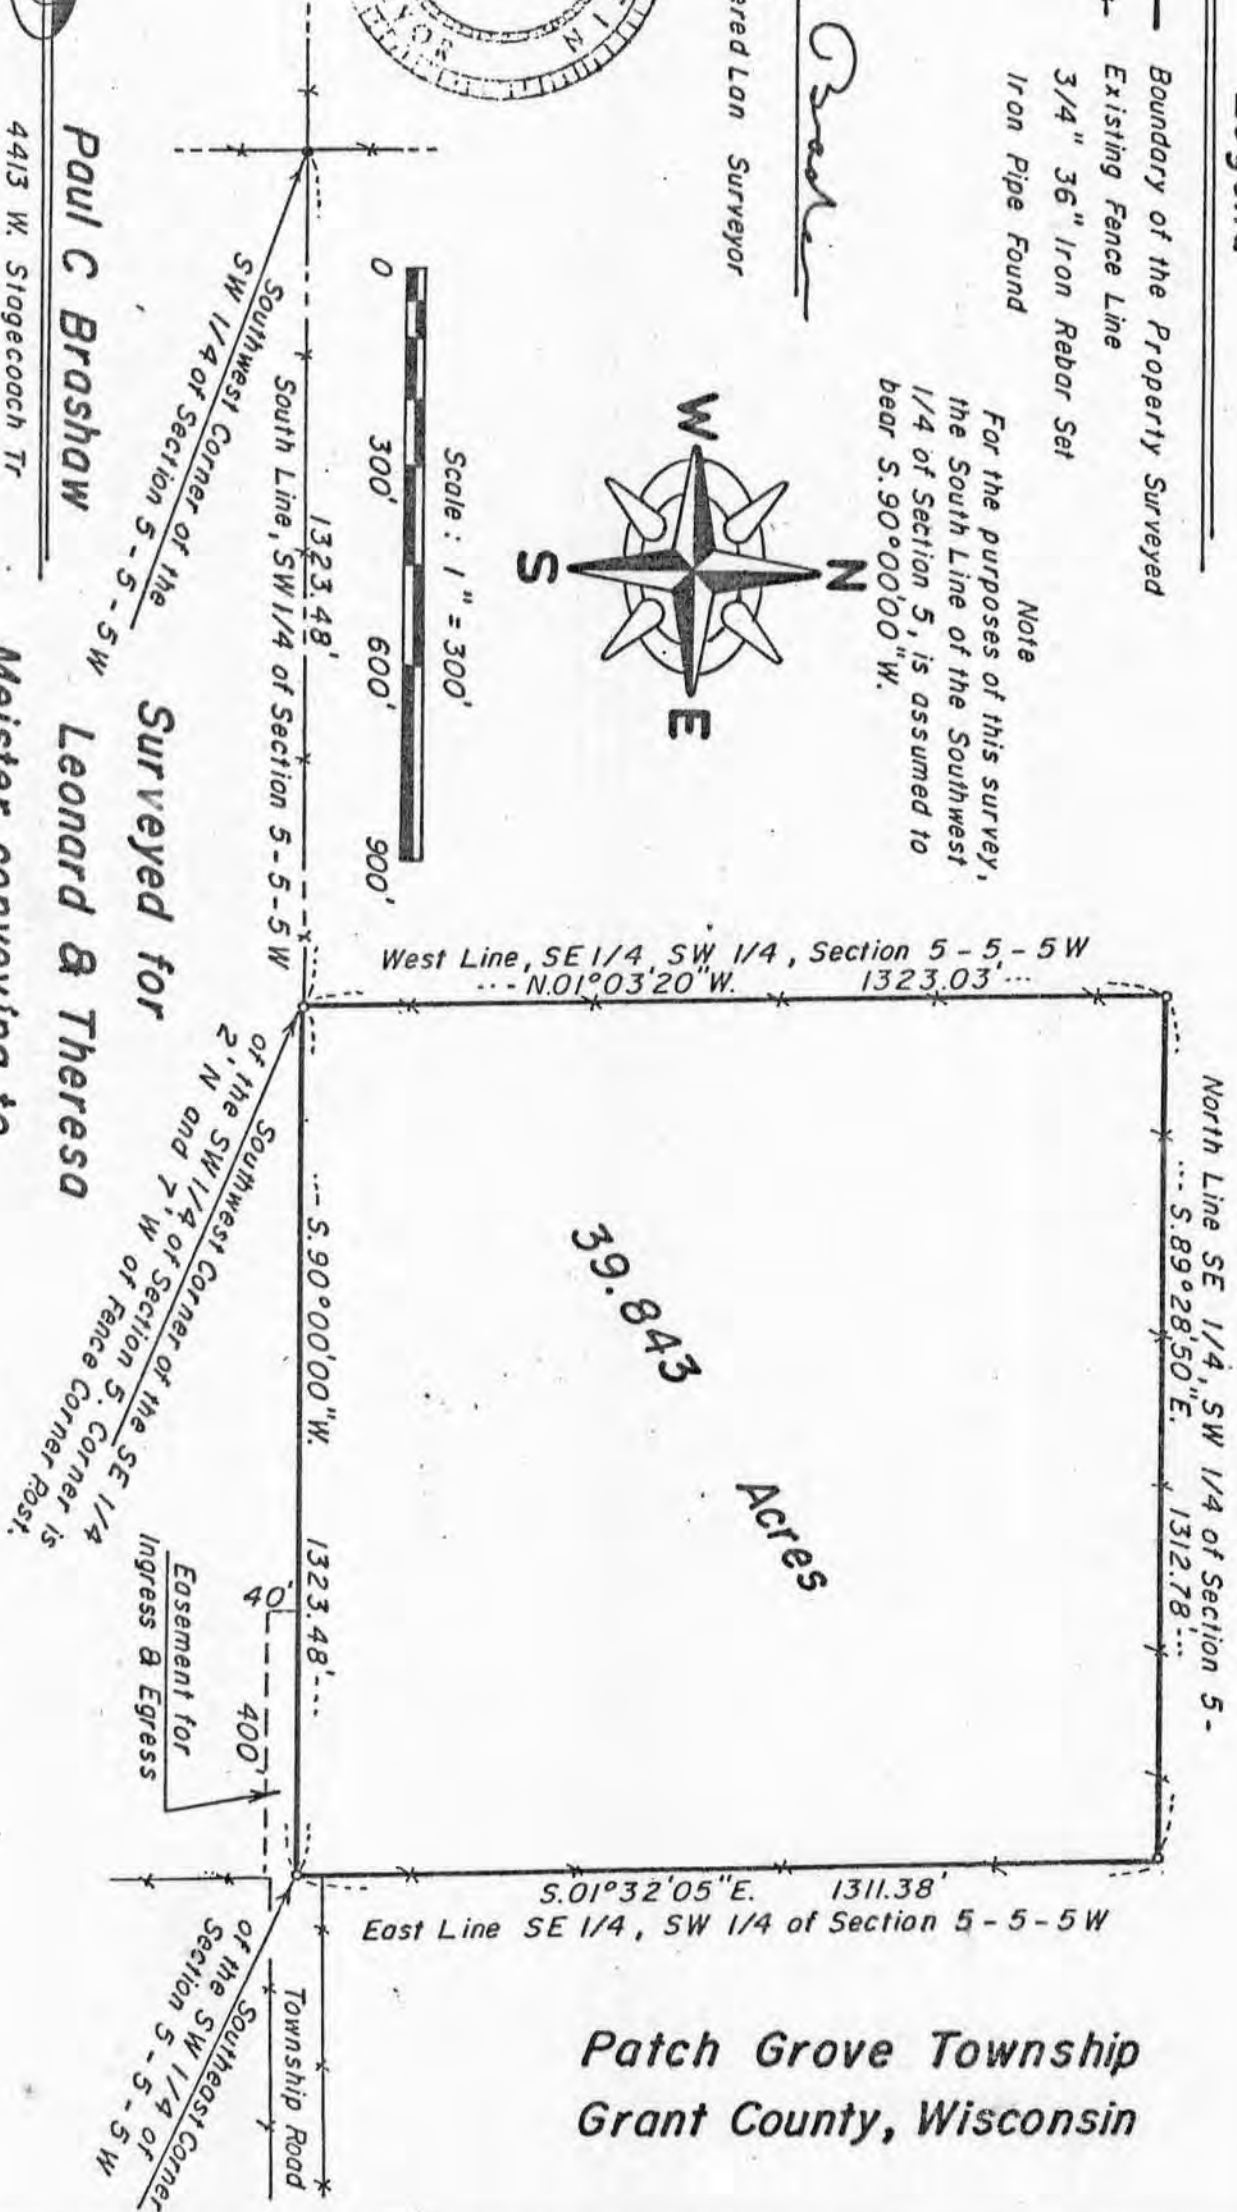 Boundary of the Property Surveyed
Existing Fence Line
3/4" 36" Iron Rebar Set
Iron Pipe Found
Surveyor
Note
For the purposes of this survey,
the South Line of the Southwest
1/4 of Section 5, is assumed to
bear S.90°00'00"W.
N
W
E
S
Scale: 1" = 300'
0 300' 600' 900'
North Line SE 1/4, SW 1/4 of Section 5-
--- S.89°28'50"E. 1312.78'---
West Line, SE 1/4 SW 1/4, Section 5-5-5W
--- N.01°03'20"W. 1323.03'---
39.843
Acres
S.01°32'05"E. 1311.38'
East Line SE 1/4, SW 1/4 of Section 5-5-5W
1323.48'
South Line, SW 1/4 of Section 5-5-5W
--- S.90°00'00"W. 1323.48'---
Southwest Corner of the
SW 1/4 of Section 5-5-5W
Southwest Corner of the SE 1/4
of the SW 1/4 of Section 5. Corner is
2' N and 7' W of Fence Corner Post.
40'
400'
Easement for
Ingress & Egress
Township Road
Southeast Corner
of the SW 1/4 of
Section 5-5-5W
Patch Grove Township
Grant County, Wisconsin
Surveyed for
Leonard & Theresa
Meister conveying to
Paul C Brashaw
4413 W. Stagecoach Tr